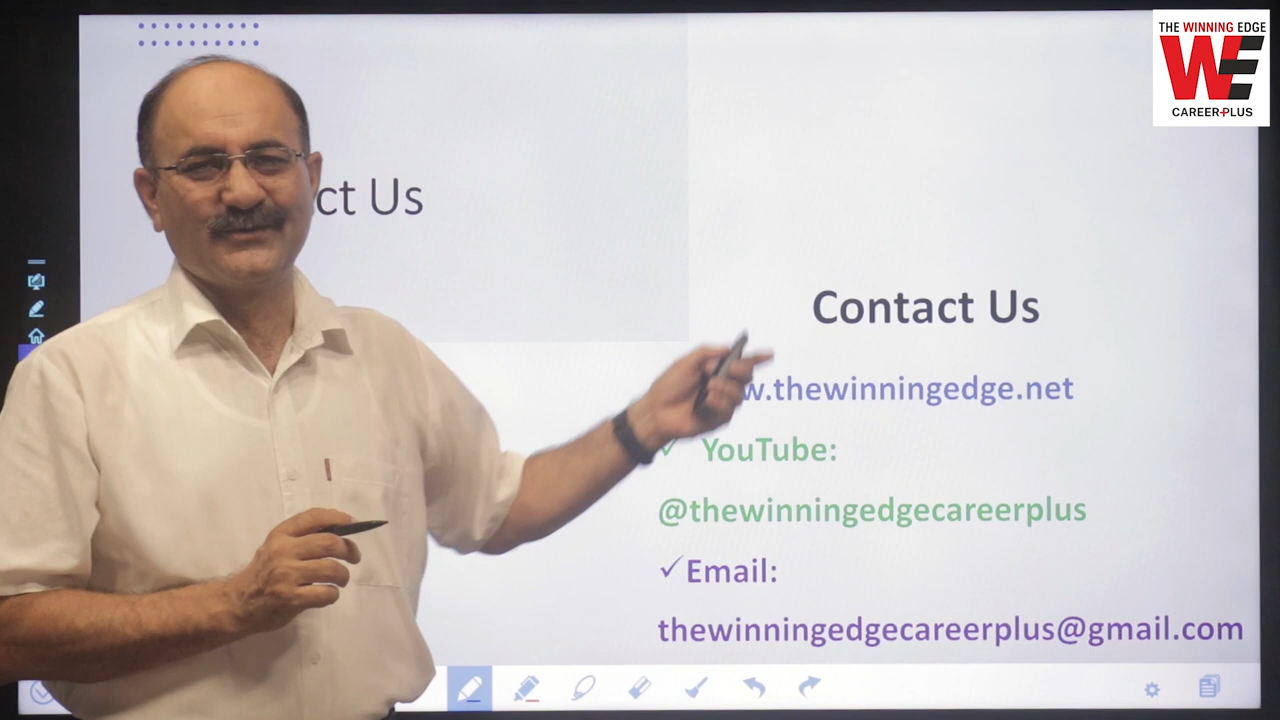 THE WINNING EDGE
WE
CAREER PLUS
ct Us
Contact Us
w.thewinningedge.net
✓ YouTube:
@thewinningedgecareerplus
✓Email:
thewinningedgecareerplus@gmail.com